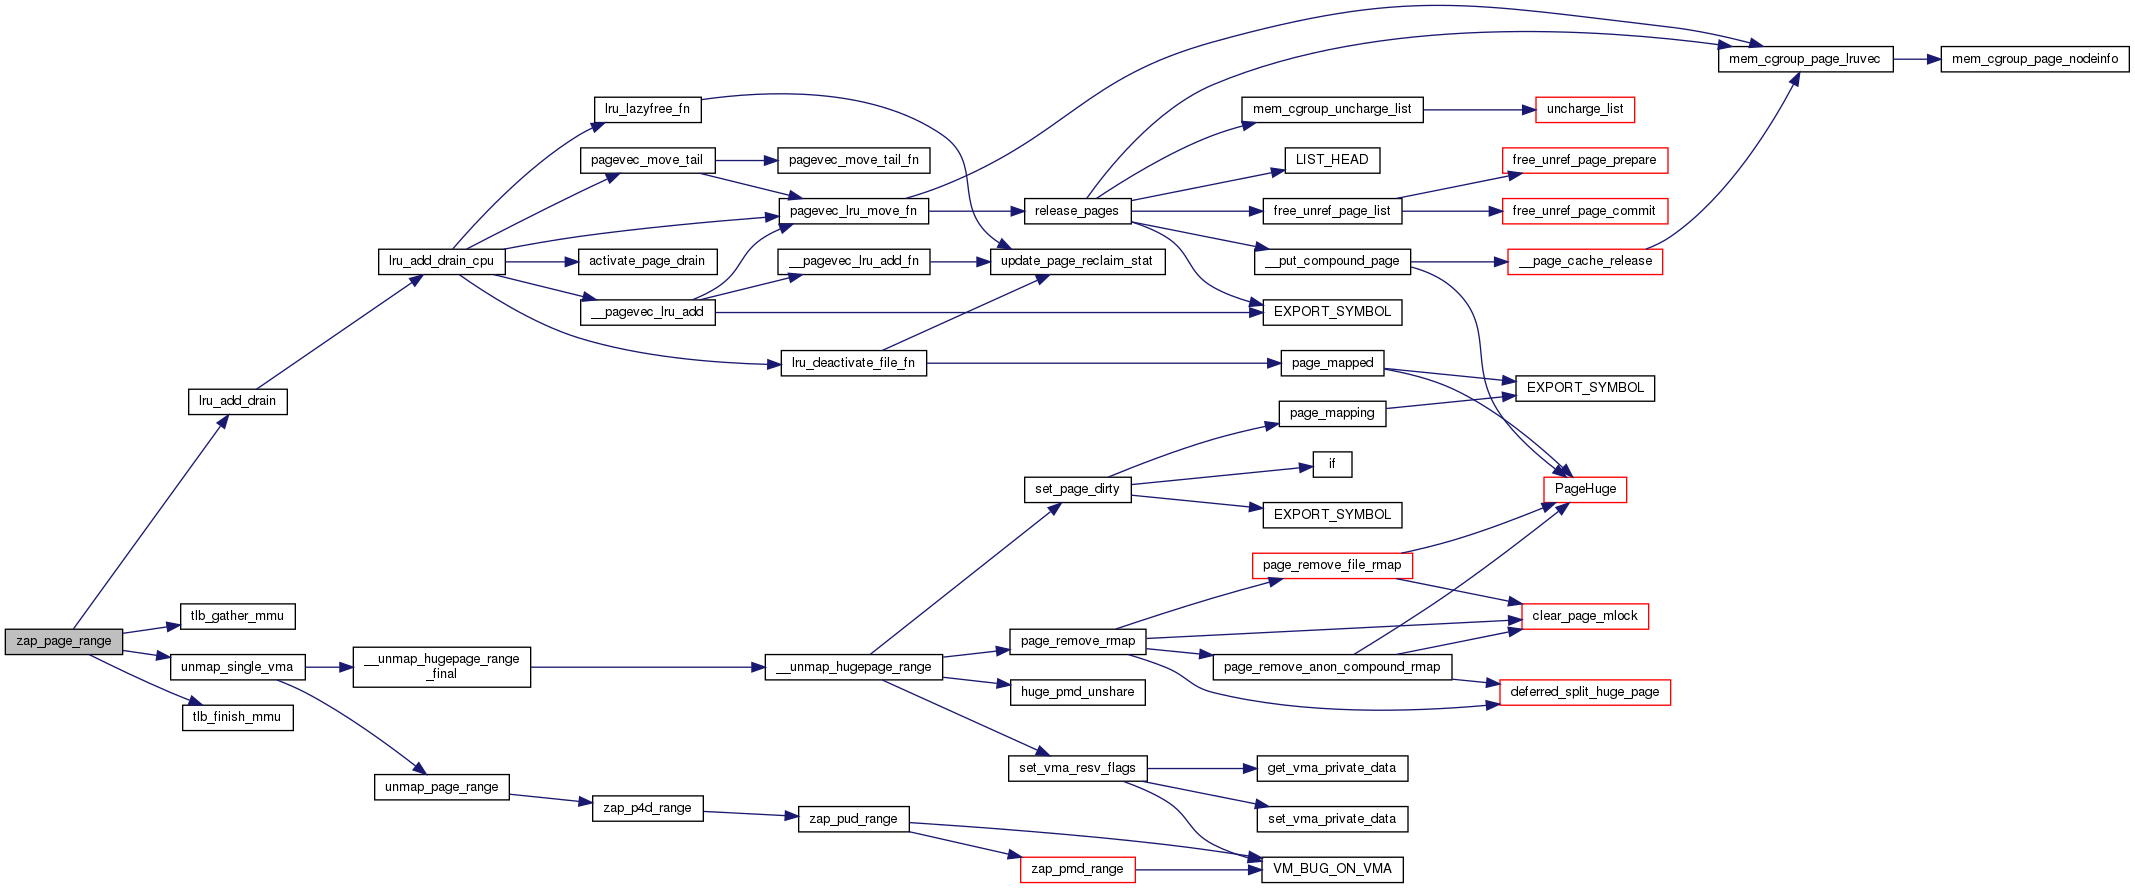 zap_page_range
lru_add_drain
tlb_gather_mmu
unmap_single_vma
tlb_finish_mmu
lru_add_drain_cpu
__unmap_hugepage_range
_final
unmap_page_range
lru_lazyfree_fn
pagevec_move_tail
activate_page_drain
__pagevec_lru_add
zap_p4d_range
pagevec_move_tail_fn
pagevec_lru_move_fn
__pagevec_lru_add_fn
lru_deactivate_file_fn
__unmap_hugepage_range
zap_pud_range
release_pages
update_page_reclaim_stat
set_page_dirty
page_remove_rmap
huge_pmd_unshare
set_vma_resv_flags
zap_pmd_range
mem_cgroup_uncharge_list
LIST_HEAD
free_unref_page_list
__put_compound_page
EXPORT_SYMBOL
page_mapped
page_mapping
if
EXPORT_SYMBOL
page_remove_file_rmap
page_remove_anon_compound_rmap
get_vma_private_data
set_vma_private_data
VM_BUG_ON_VMA
uncharge_list
free_unref_page_prepare
free_unref_page_commit
__page_cache_release
EXPORT_SYMBOL
PageHuge
clear_page_mlock
deferred_split_huge_page
mem_cgroup_page_lruvec
mem_cgroup_page_nodeinfo